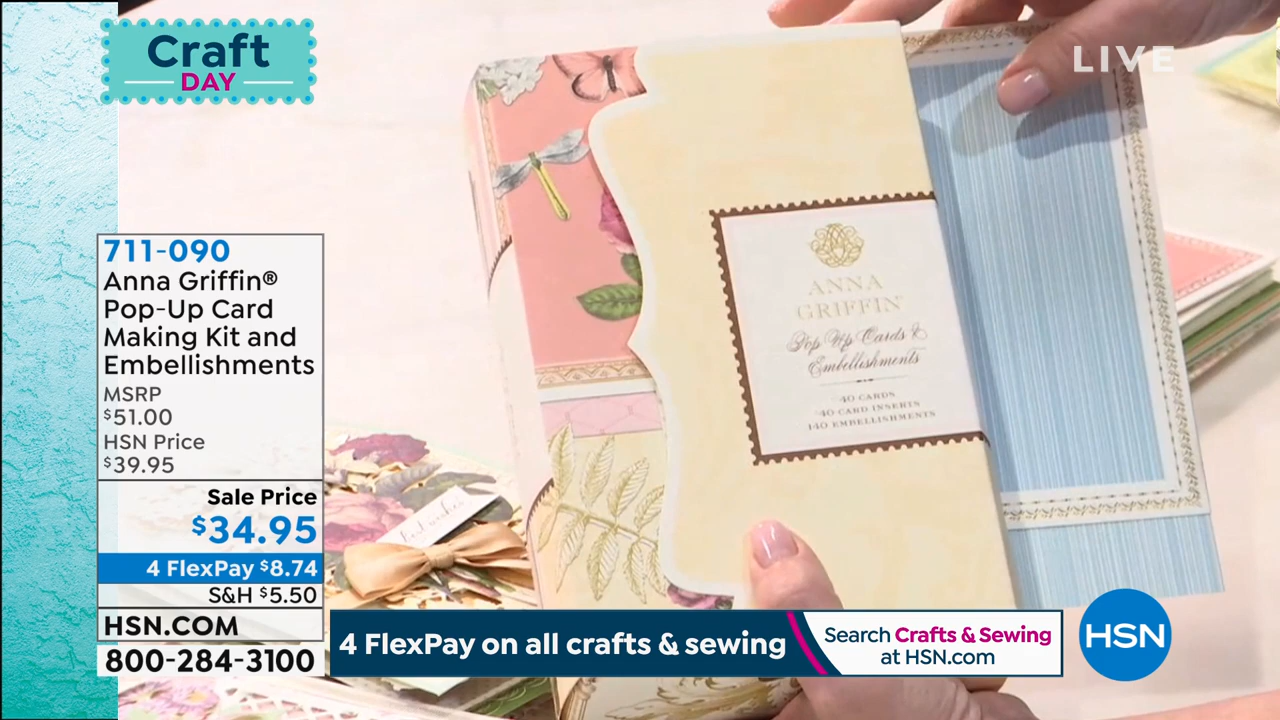 Craft
DAY
LIVE
711-090
Anna Griffin®
Pop-Up Card
Making Kit and
Embellishments
MSRP
$51.00
HSN Price
$39.95
Sale Price
$34.95
4 FlexPay $8.74
S&H $5.50
HSN.COM
800-284-3100
ANNA
GRIFFIN
Pop Up Cards &
Embellishments
40 CARDS
40 CARD INSERTS
140 EMBELLISHMENTS
best wishes
4 FlexPay on all crafts & sewing
Search Crafts & Sewing
at HSN.com
HSN